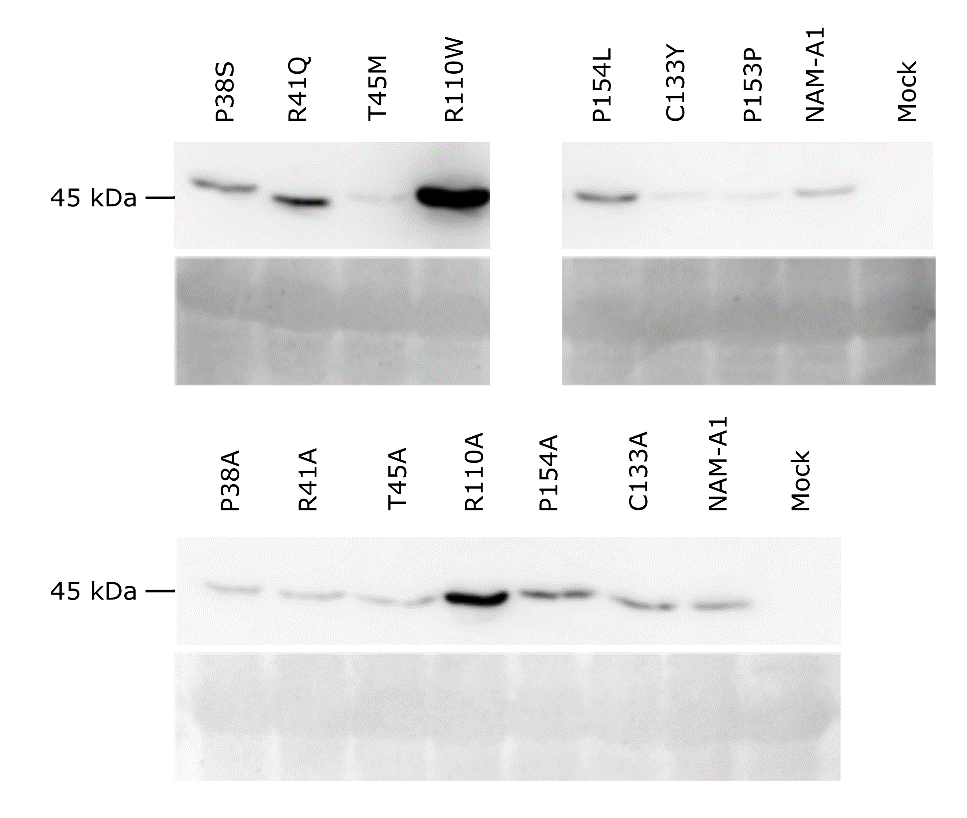 P38S R41Q T45M R110W P154L C133Y P153P NAM-A1 Mock
45 kDa
P38A R41A T45A R110A P154A C133A NAM-A1 Mock
45 kDa